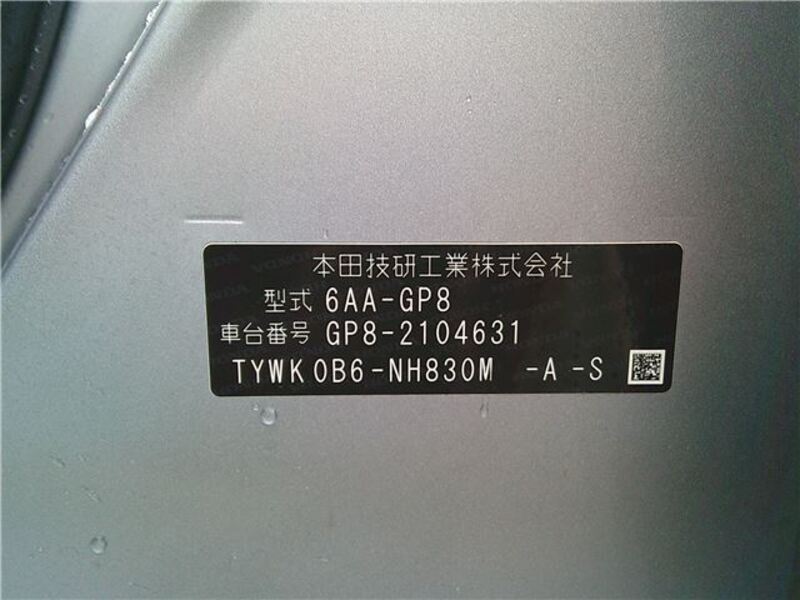 本田技研工業株式会社
型式 6AA-GP8
車台番号 GP8-2104631
TYWK0B6-NH830M -A -S